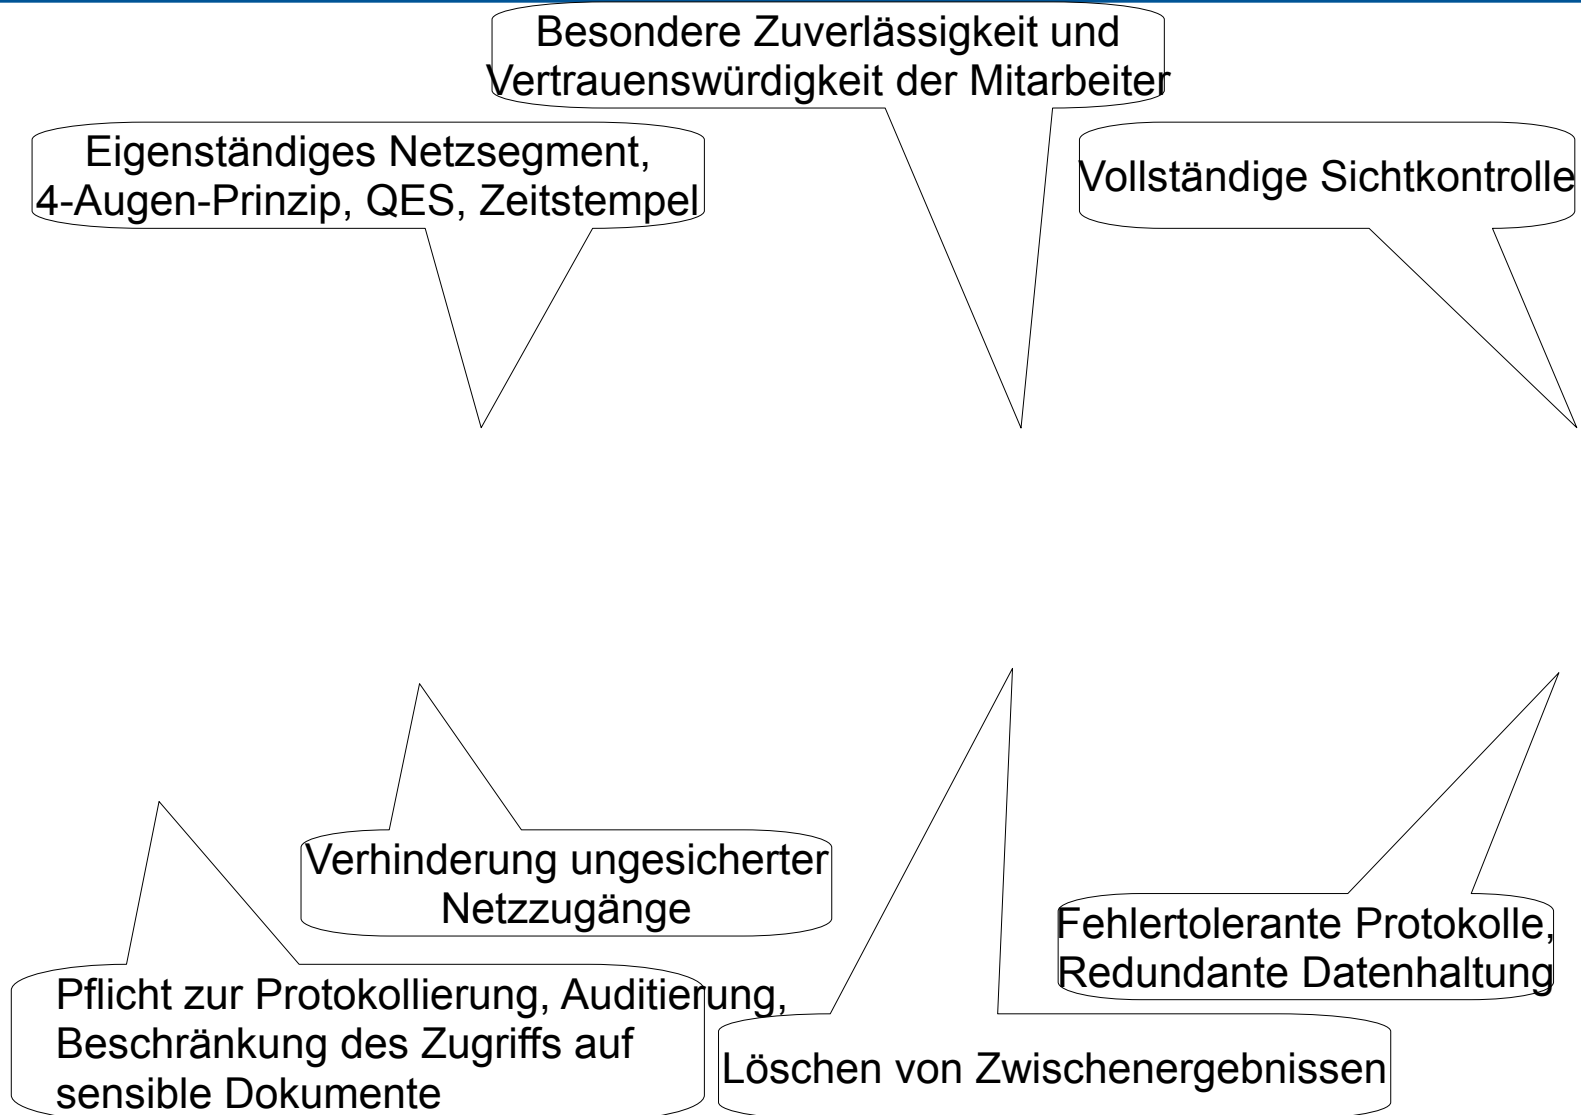 Besondere Zuverlässigkeit und
Vertrauenswürdigkeit der Mitarbeiter
Eigenständiges Netzsegment,
4-Augen-Prinzip, QES, Zeitstempel
Vollständige Sichtkontrolle
Verhinderung ungesicherter
Netzzugänge
Fehlertolerante Protokolle,
Redundante Datenhaltung
Pflicht zur Protokollierung, Auditierung,
Beschränkung des Zugriffs auf
sensible Dokumente
Löschen von Zwischenergebnissen